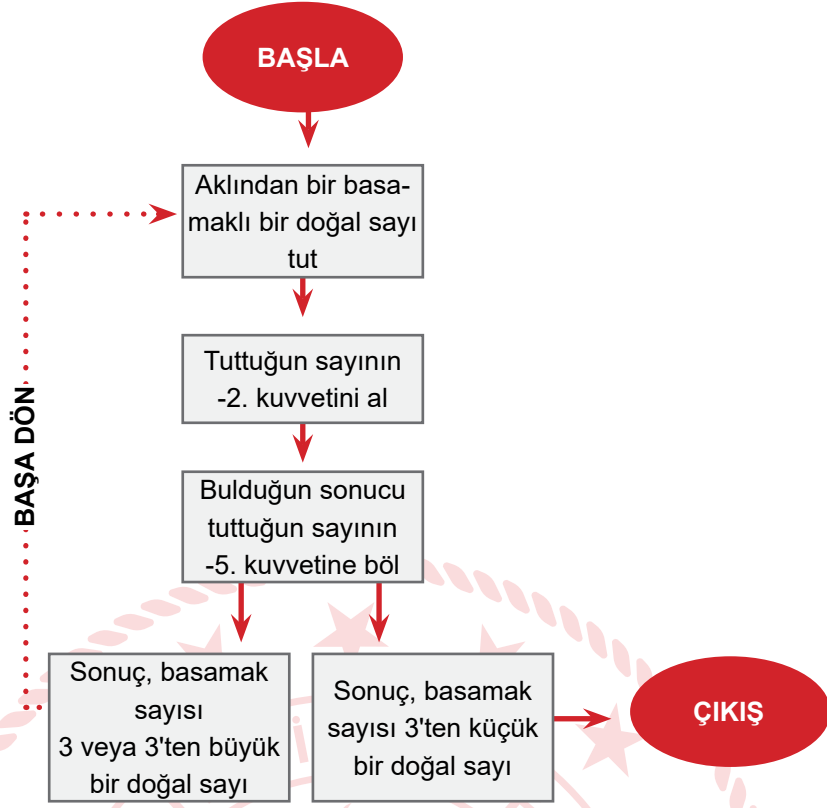 BAŞLA
Aklından bir basa-
maklı bir doğal sayı
tut
Tuttuğun sayının
-2. kuvvetini al
Bulduğun sonucu
tuttuğun sayının
-5. kuvvetine böl
BAŞA DÖN
Sonuç, basamak
sayısı
3 veya 3'ten büyük
bir doğal sayı
Sonuç, basamak
sayısı 3'ten küçük
bir doğal sayı
ÇIKIŞ